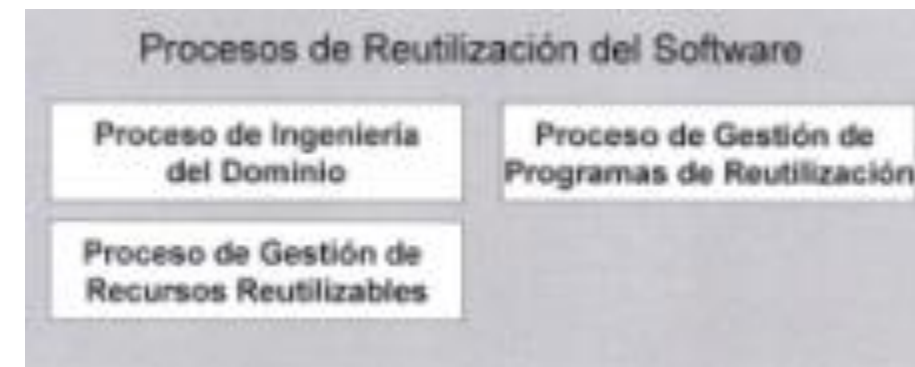 Procesos de Reutilización del Software
Proceso de Ingeniería
del Dominio
Proceso de Gestión de
Programas de Reutilización
Proceso de Gestión de
Recursos Reutilizables